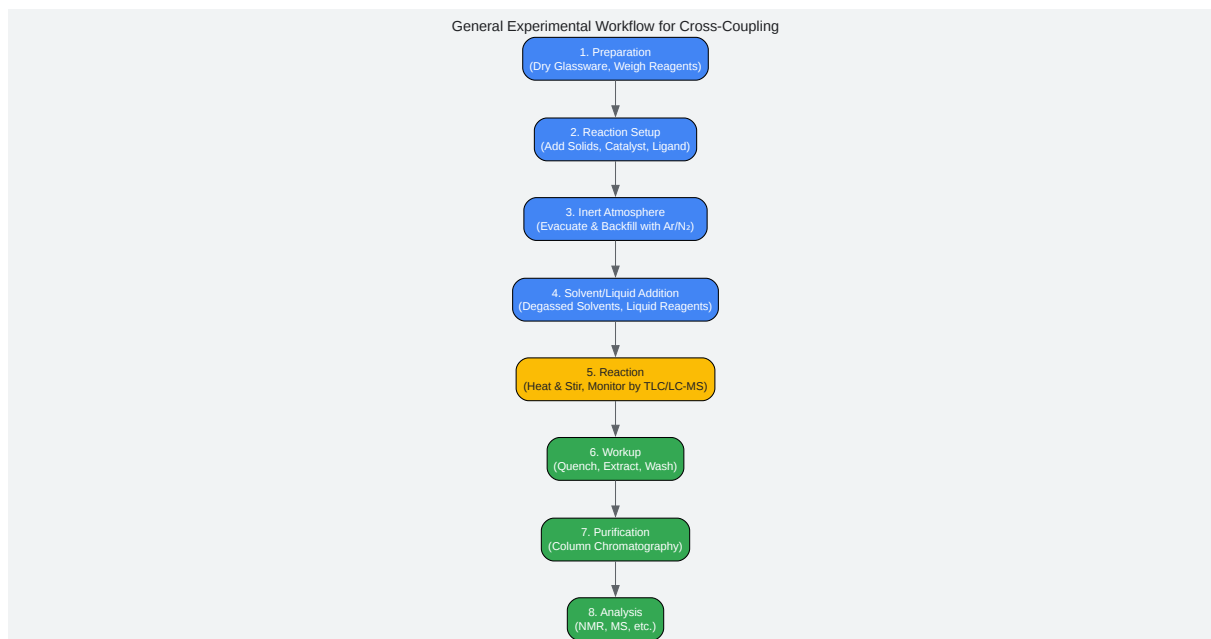 General Experimental Workflow for Cross-Coupling
1. Preparation
(Dry Glassware, Weigh Reagents)
2. Reaction Setup
(Add Solids, Catalyst, Ligand)
3. Inert Atmosphere
(Evacuate & Backfill with Ar/N₂)
4. Solvent/Liquid Addition
(Degassed Solvents, Liquid Reagents)
5. Reaction
(Heat & Stir, Monitor by TLC/LC-MS)
6. Workup
(Quench, Extract, Wash)
7. Purification
(Column Chromatography)
8. Analysis
(NMR, MS, etc.)